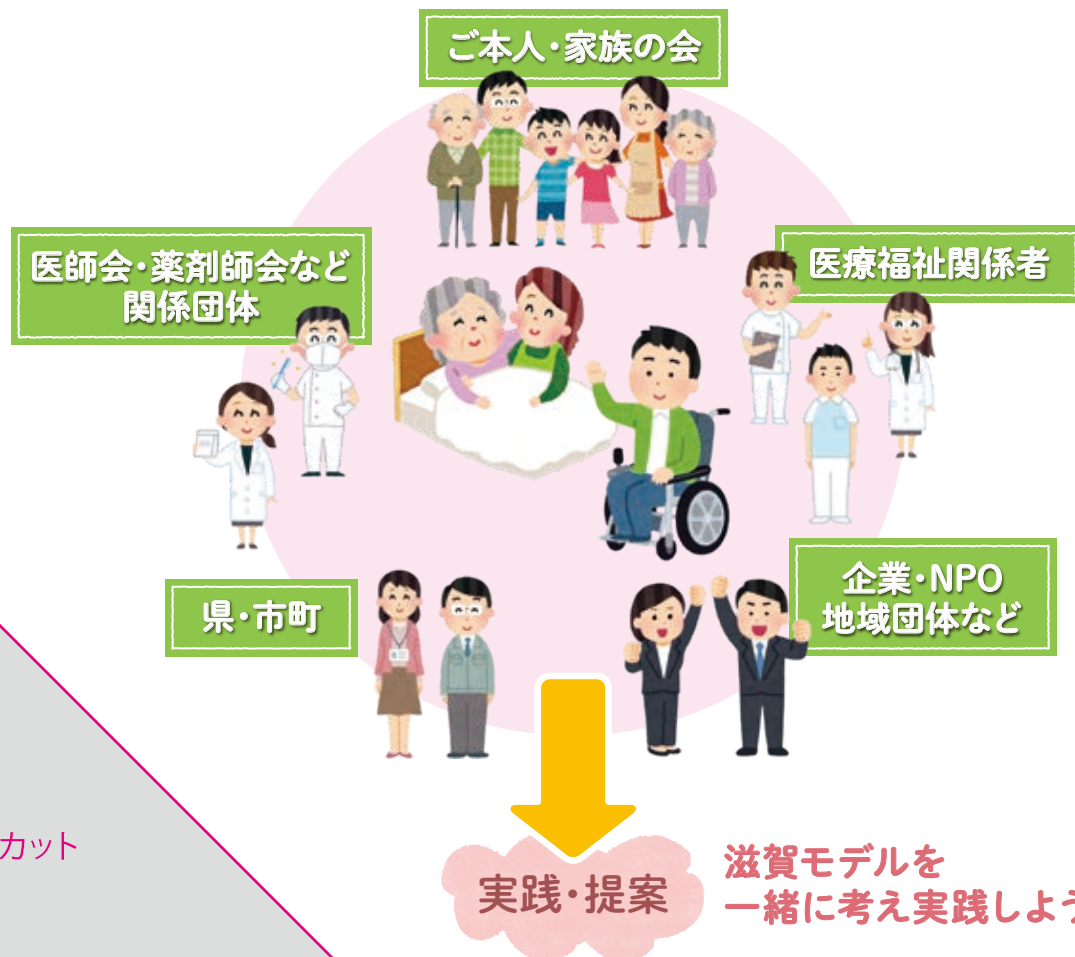 ご本人・家族の会
医師会・薬剤師会など
関係団体
医療福祉関係者
県・市町
企業・NPO
地域団体など
カット
実践・提案
滋賀モデルを
一緒に考え実践しよう